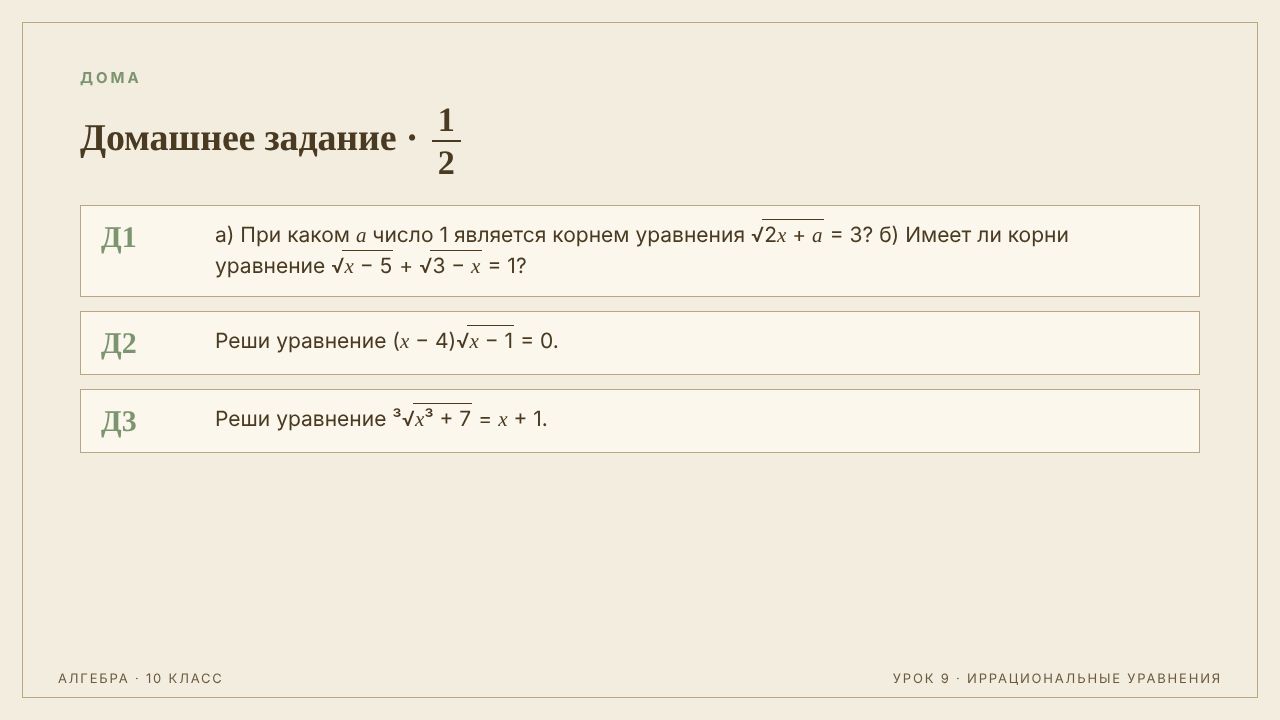 ДОМА
Домашнее задание · 1/2
Д1
а) При каком a число 1 является корнем уравнения √(2x + a) = 3? б) Имеет ли корни
уравнение √(x − 5) + √(3 − x) = 1?
Д2
Реши уравнение (x − 4)√(x − 1) = 0.
Д3
Реши уравнение ³√(x³ + 7) = x + 1.
АЛГЕБРА · 10 КЛАСС
УРОК 9 · ИРРАЦИОНАЛЬНЫЕ УРАВНЕНИЯ